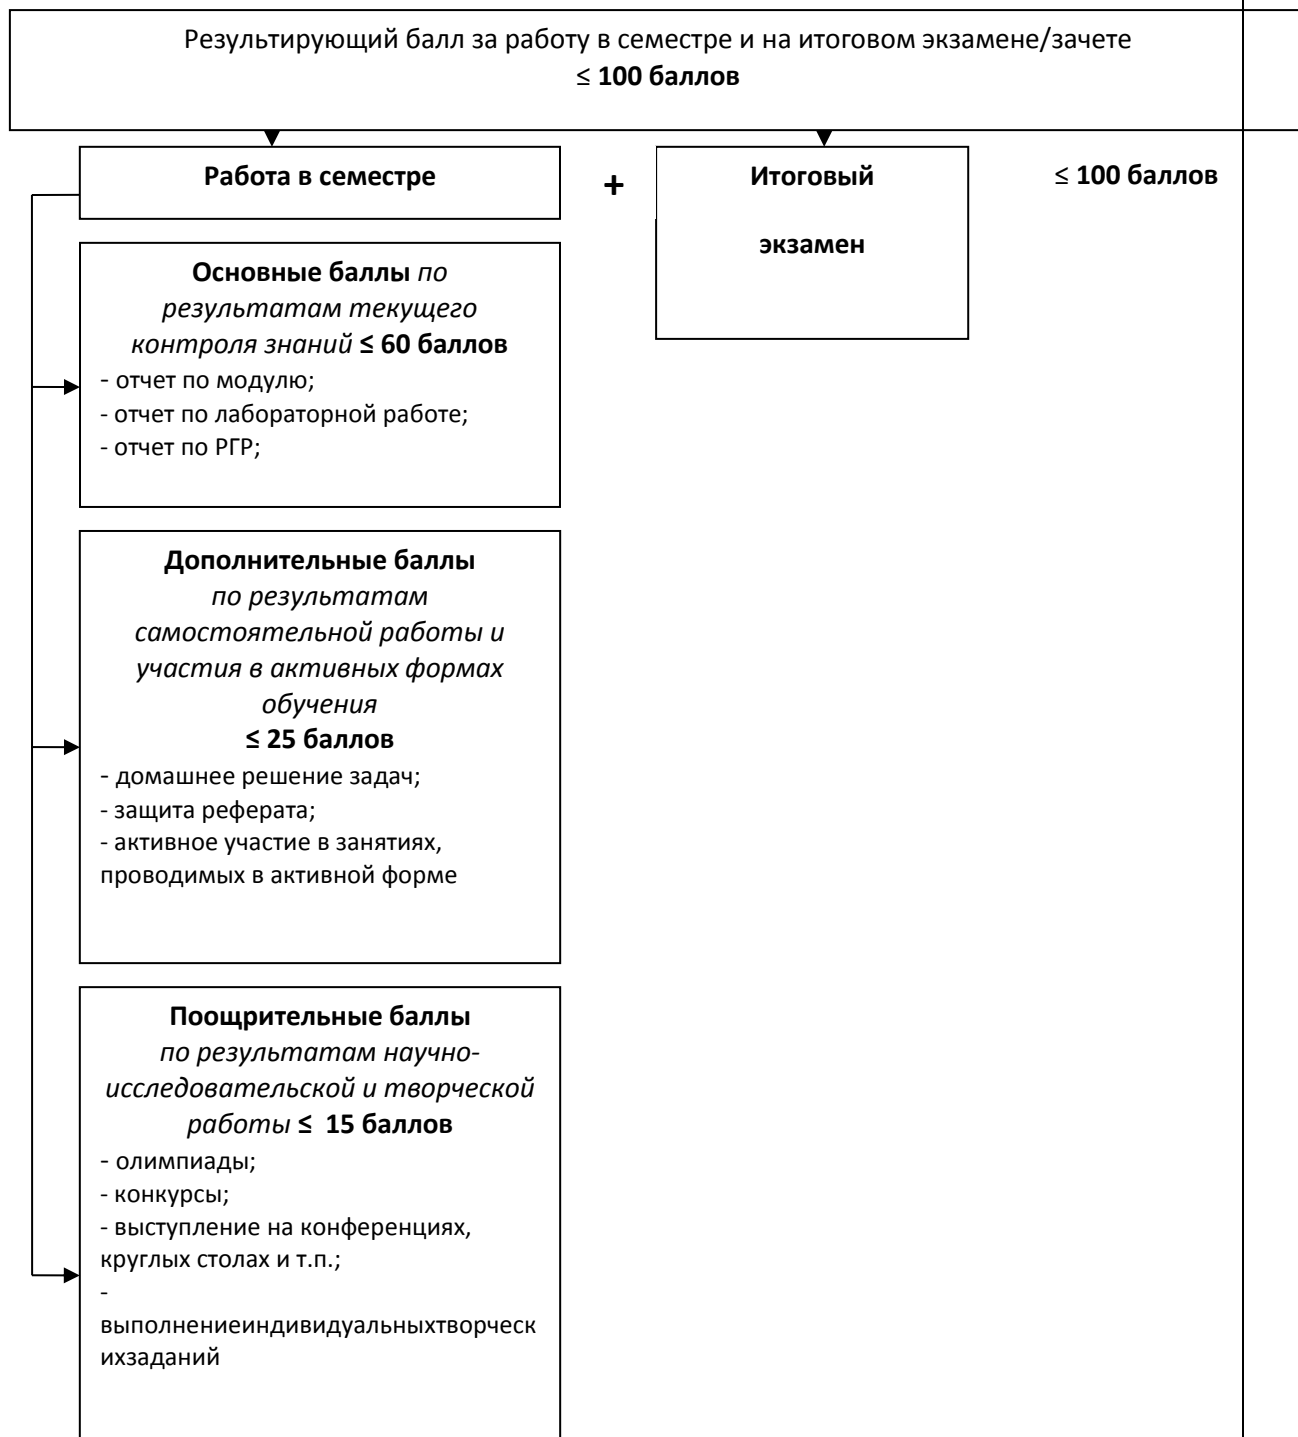 Результирующий балл за работу в семестре и на итоговом экзамене/зачете
≤ 100 баллов
Работа в семестре
+
Итоговый
экзамен
≤ 100 баллов
Основные баллы по
результатам текущего
контроля знаний ≤ 60 баллов
- отчет по модулю;
- отчет по лабораторной работе;
- отчет по РГР;
Дополнительные баллы
по результатам
самостоятельной работы и
участия в активных формах
обучения
≤ 25 баллов
- домашнее решение задач;
- защита реферата;
- активное участие в занятиях,
проводимых в активной форме
Поощрительные баллы
по результатам научно-
исследовательской и творческой
работы ≤ 15 баллов
- олимпиады;
- конкурсы;
- выступление на конференциях,
круглых столах и т.п.;
-
выполнениеиндивидуальныхтворческ
ихзаданий